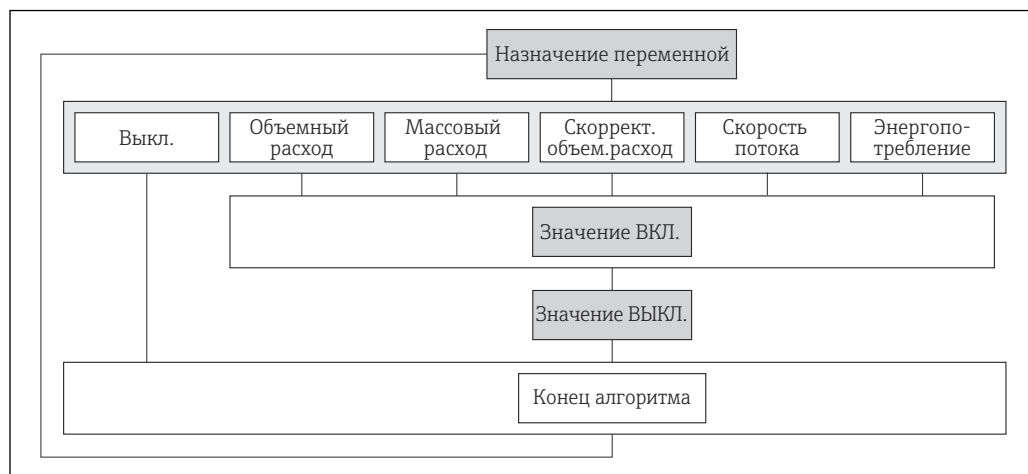 Назначение переменной
Выкл.
Объемный
расход
Массовый
расход
Скоррект.
объем.расход
Скорость
потока
Энергопо-
требление
Значение ВКЛ.
Значение ВЫКЛ.
Конец алгоритма